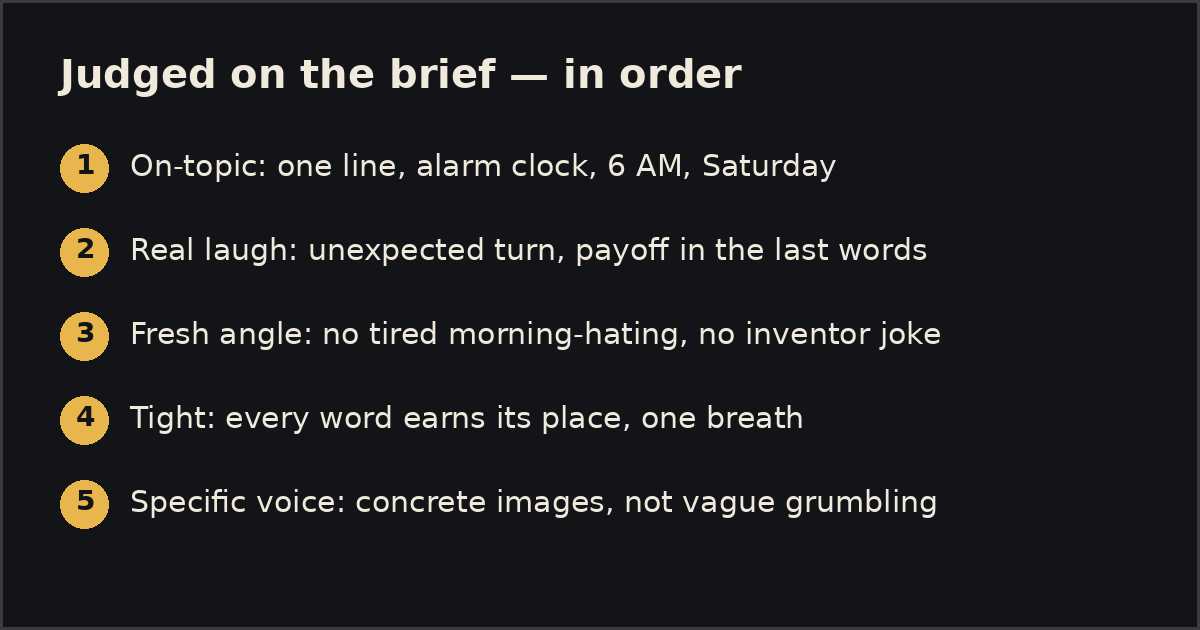 Judged on the brief — in order
1 On-topic: one line, alarm clock, 6 AM, Saturday
2 Real laugh: unexpected turn, payoff in the last words
3 Fresh angle: no tired morning-hating, no inventor joke
4 Tight: every word earns its place, one breath
5 Specific voice: concrete images, not vague grumbling